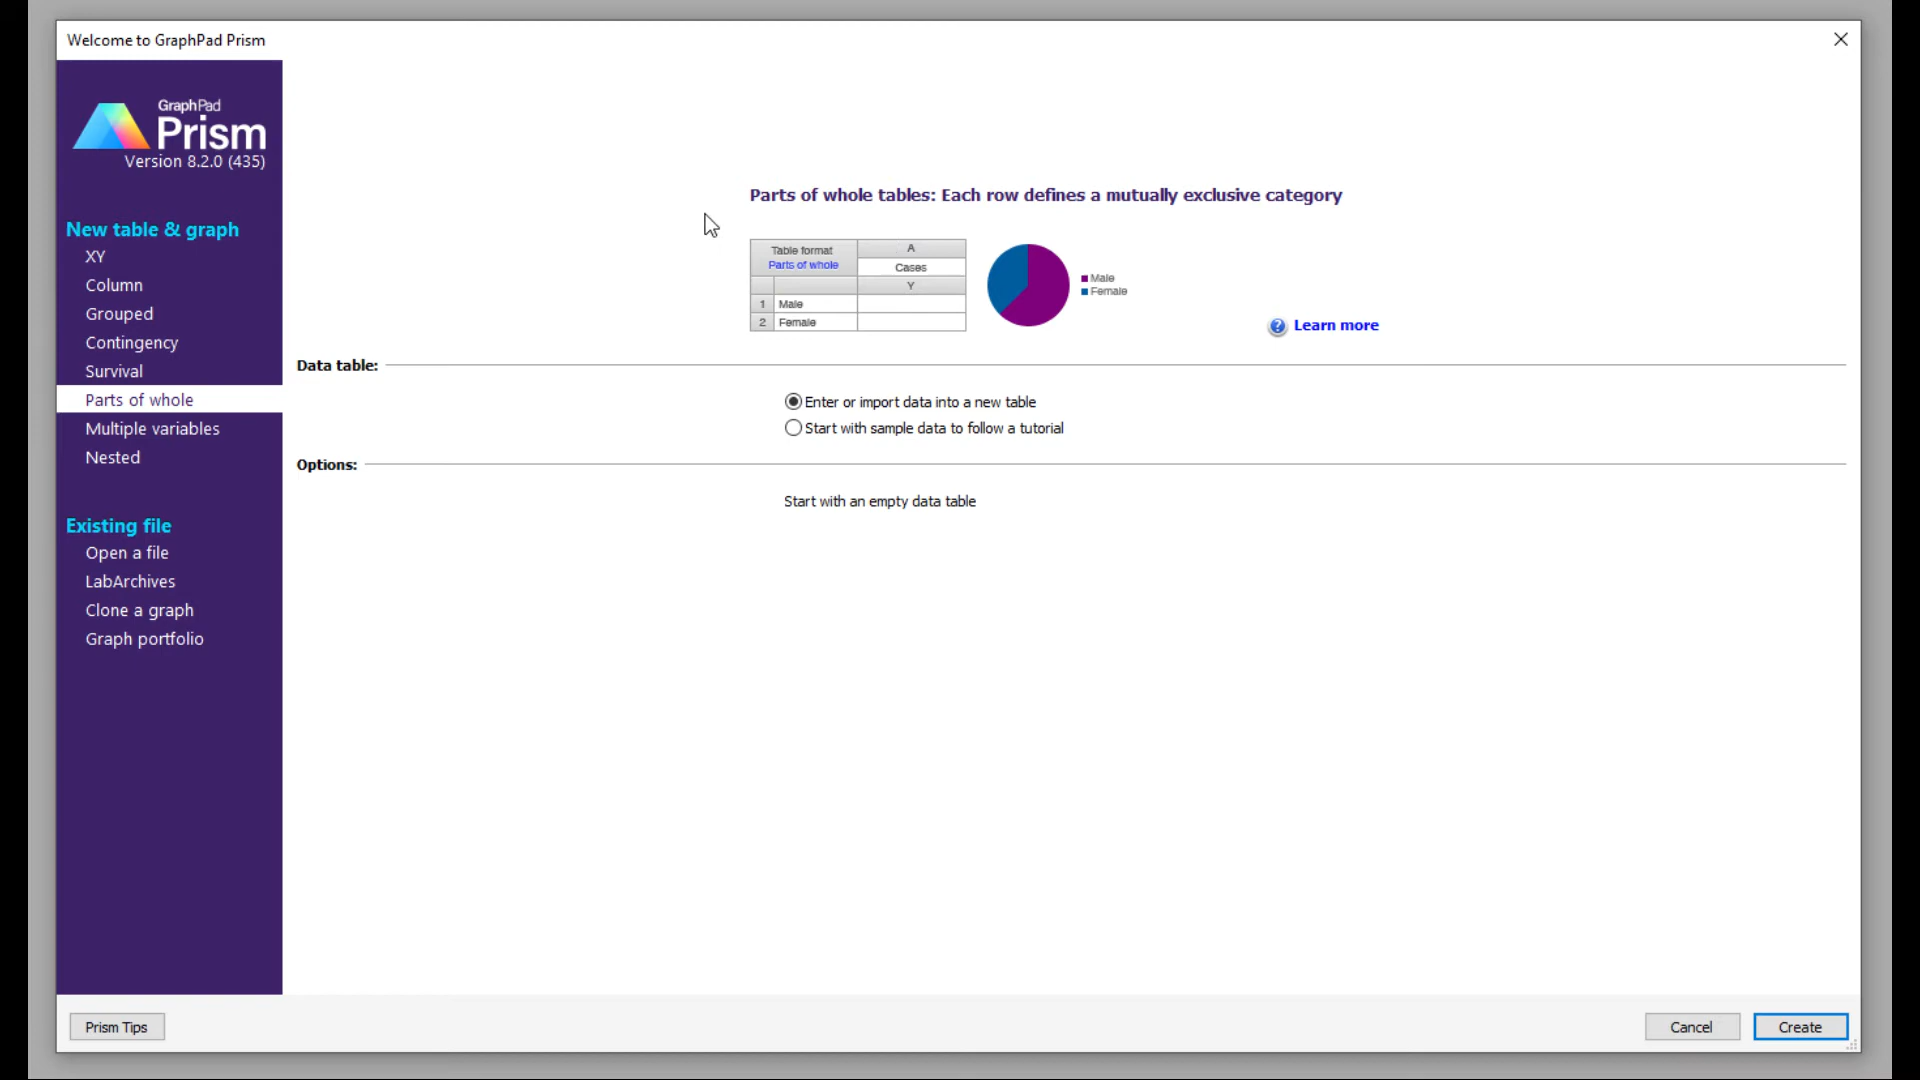 Welcome to GraphPad Prism
GraphPad
Prism
Version 8.2.0 (435)
New table & graph
XY
Column
Grouped
Contingency
Survival
Parts of whole
Multiple variables
Nested
Existing file
Open a file
LabArchives
Clone a graph
Graph portfolio
Parts of whole tables: Each row defines a mutually exclusive category
Table format
Parts of whole
A
Cases
Y
1 Male
2 Female
Male
Female
? Learn more
Data table:
Enter or import data into a new table
Start with sample data to follow a tutorial
Options:
Start with an empty data table
Prism Tips
Cancel
Create